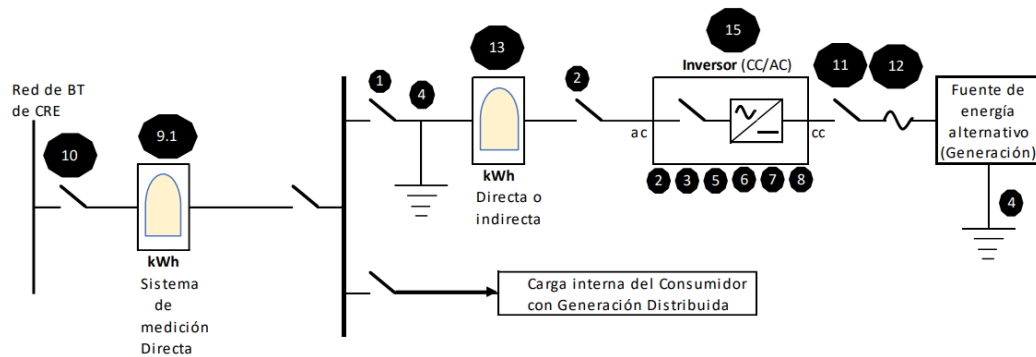 Red de BT
de CRE
10
9.1
kWh
Sistema
de
medición
Directa
1
4
13
kWh
Directa o
indirecta
2
15
Inversor (CC/AC)
ac
cc
2
3
5
6
7
8
11
12
Fuente de
energía
alternativo
(Generación)
4
Carga interna del Consumidor
con Generación Distribuida